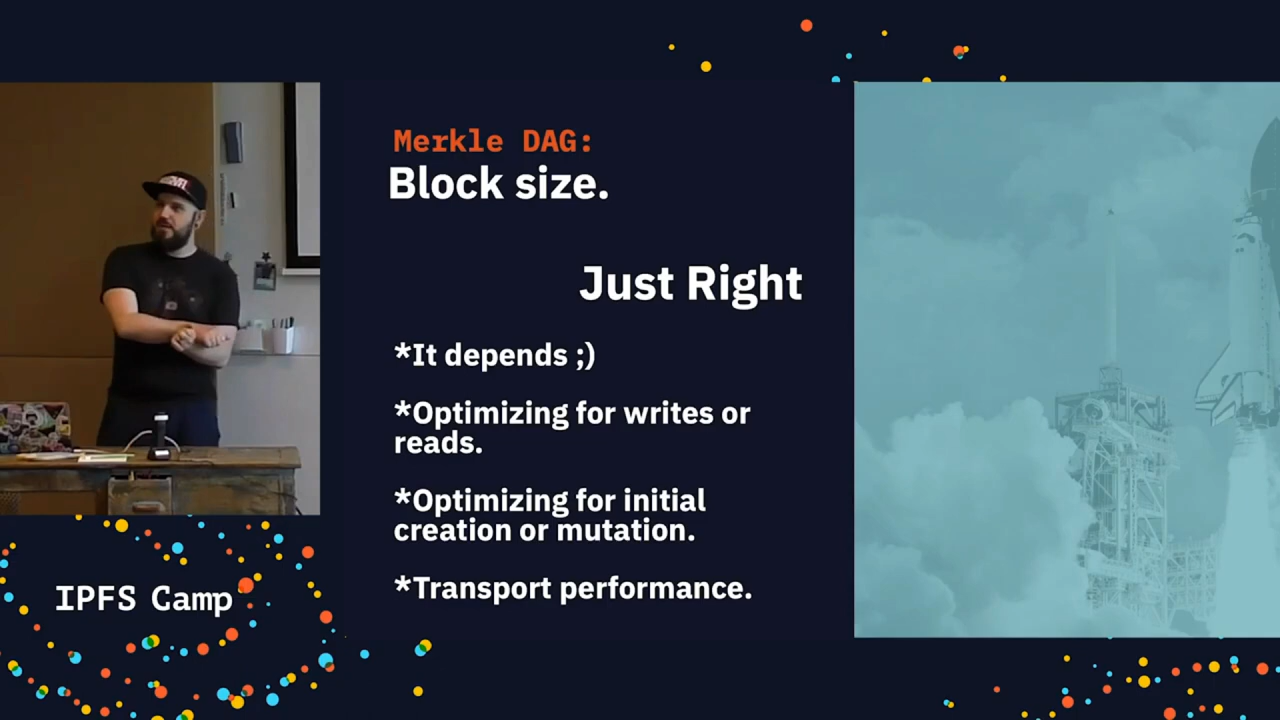 Merkle DAG:
Block size.
Just Right
*It depends ;)
*Optimizing for writes or
reads.
*Optimizing for initial
creation or mutation.
*Transport performance.
IPFS Camp